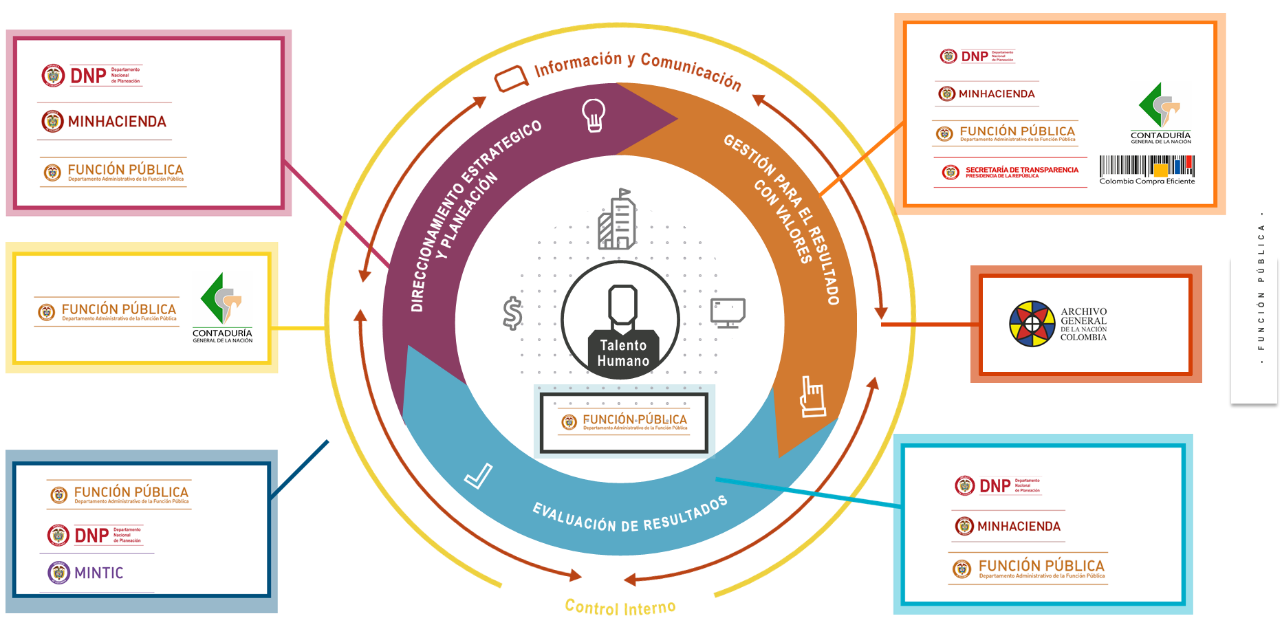 DNP Departamento
Nacional
de Planeación
MINHACIENDA
FUNCIÓN PÚBLICA
Departamento Administrativo de la Función Pública
FUNCIÓN PÚBLICA
Departamento Administrativo de la Función Pública
CONTADURÍA
GENERAL DE LA NACIÓN
FUNCIÓN PÚBLICA
Departamento Administrativo de la Función Pública
DNP Departamento
Nacional
de Planeación
MINTIC
Información y Comunicación
DIRECCIONAMIENTO ESTRATEGICO
Y PLANEACIÓN
GESTIÓN PARA EL RESULTADO
CON VALORES
Talento
Humano
FUNCIÓN PÚBLICA
Departamento Administrativo de la Función Pública
EVALUACIÓN DE RESULTADOS
Control Interno
DNP Departamento
Nacional
de Planeación
MINHACIENDA
FUNCIÓN PÚBLICA
Departamento Administrativo de la Función Pública
SECRETARÍA DE TRANSPARENCIA
PRESIDENCIA DE LA REPÚBLICA
CONTADURÍA
GENERAL DE LA NACIÓN
Colombia Compra Eficiente
ARCHIVO
GENERAL
DE LA NACIÓN
COLOMBIA
DNP Departamento
Nacional
de Planeación
MINHACIENDA
FUNCIÓN PÚBLICA
Departamento Administrativo de la Función Pública
- FUNCIÓN PÚBLICA -